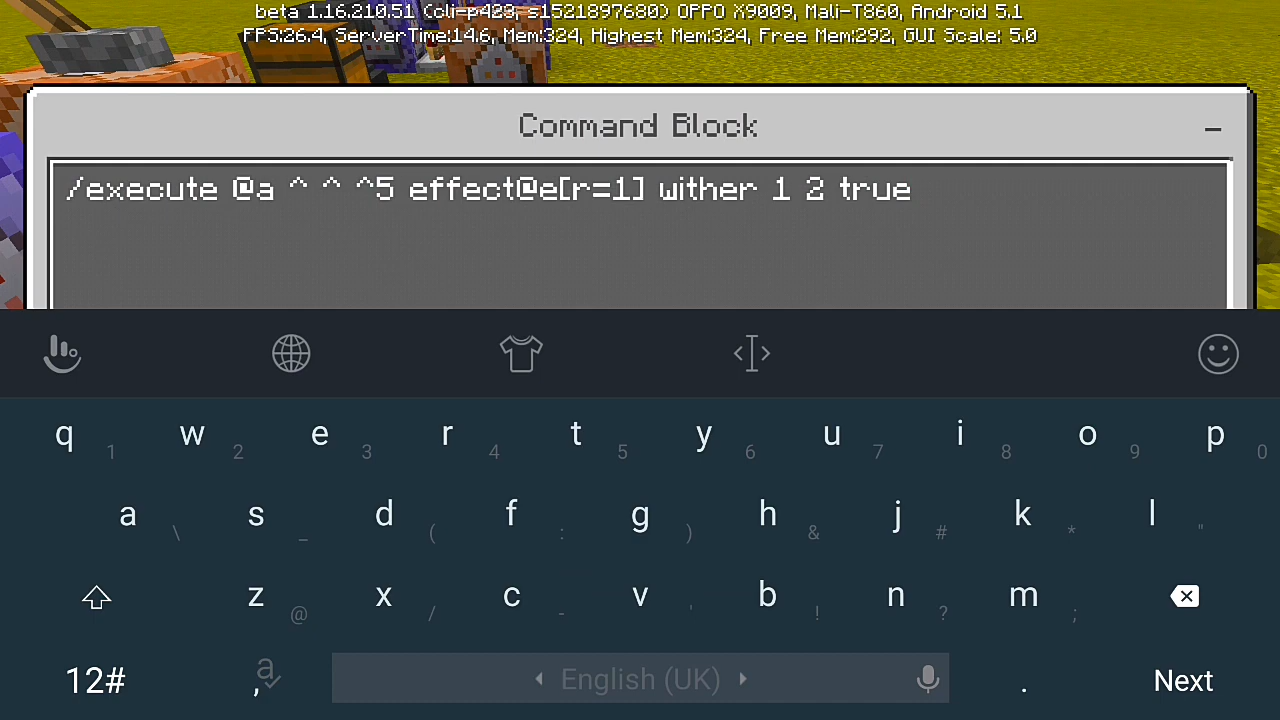 beta 1.16.210.51 (cli-p423, s1521897680) OPPO X9009, Mali-T860, Android 5.1
FPS:26.4, ServerTime:14.6, Mem:324, Highest Mem:324, Free Mem:292, GUI Scale: 5.0
Command Block
/execute @a ^ ^ ^5 effect@e[r=1] wither 1 2 true
q 1 w 2 e 3 r 4 t 5 y 6 u 7 i 8 o 9 p 0
a \ s _ d ( f : g ) h & j # k * l "
z @ x / c - v ' b ! n ? m ;
12# , a English (UK) . Next